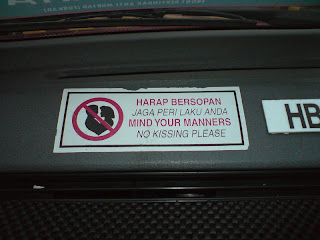 HARAP BERSOPAN
JAGA PERI LAKU ANDA
MIND YOUR MANNERS
NO KISSING PLEASE
HB